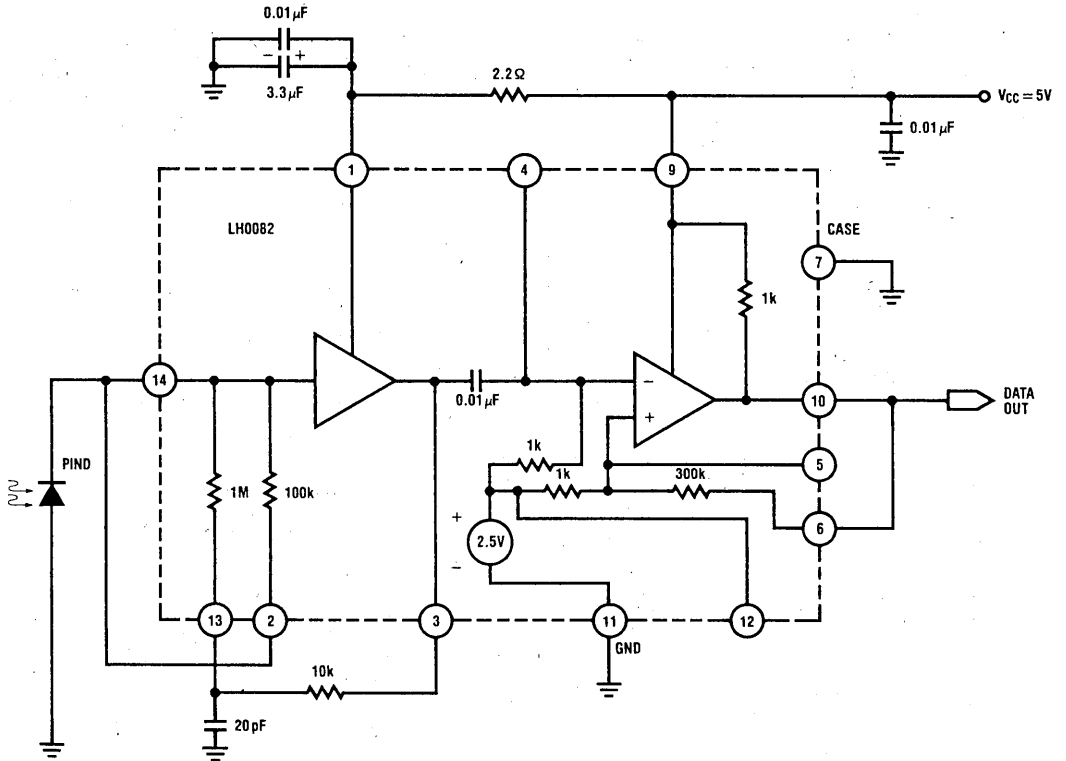 0.01µF
− +
3.3µF
2.2Ω
VCC = 5V
0.01µF
1
4
9
LH0082
CASE
7
1k
14
0.01µF
−
+
10
DATA
OUT
PIND
1M
100k
1k
1k
300k
5
+
2.5V
−
6
13
2
3
11
GND
12
10k
20pF